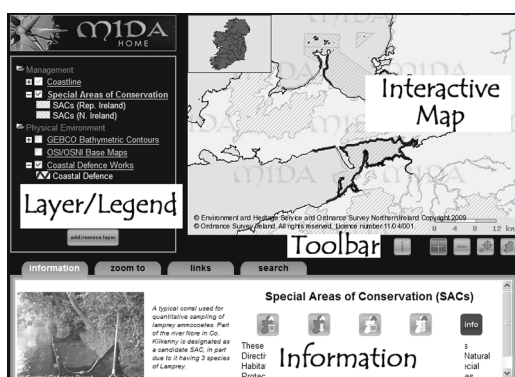 MIDA
HOME
Management
Coastline
Special Areas of Conservation
SACs (Rep. Ireland)
SACs (N. Ireland)
Physical Environment
GEBCO Bathymetric Contours
OSI/OSNI Base Maps
Coastal Defence Works
Coastal Defence
Layer/Legend
add/remove layer
Interactive
Map
MIDA
MIDA
© Environment and Heritage Service and Ordnance Survey Northern Ireland Copyright 2009
© Ordnance Survey Ireland. All rights reserved. Licence number 11/04/001.
0 4 8 12 km
Toolbar
information
zoom to
links
search
A typical corral used for
quantitative sampling of
lamprey ammocoetes. Part
of the river Nore in Co.
Kilkenny is designated as
a candidate SAC, in part
due to it having 3 species
of Lamprey.
Special Areas of Conservation (SACs)
info
These
Natural
Information